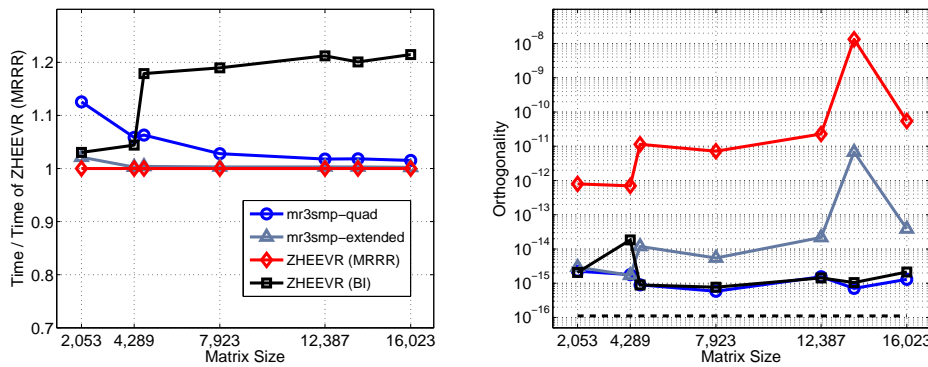 Time / Time of ZHEEVR (MRRR)
1.2
1.1
1
0.9
0.8
0.7
mr3smp−quad
mr3smp−extended
ZHEEVR (MRRR)
ZHEEVR (BI)
2,053 4,289 7,923 12,387 16,023
Matrix Size
Orthogonality
10−8
10−9
10−10
10−11
10−12
10−13
10−14
10−15
10−16
2,053 4,289 7,923 12,387 16,023
Matrix Size